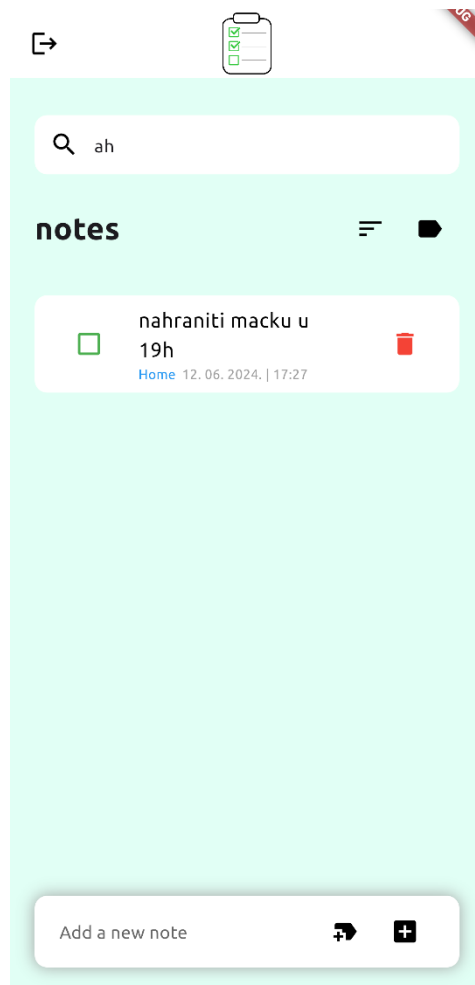 ah
notes
nahraniti macku u
19h
Home 12. 06. 2024. | 17:27
Add a new note